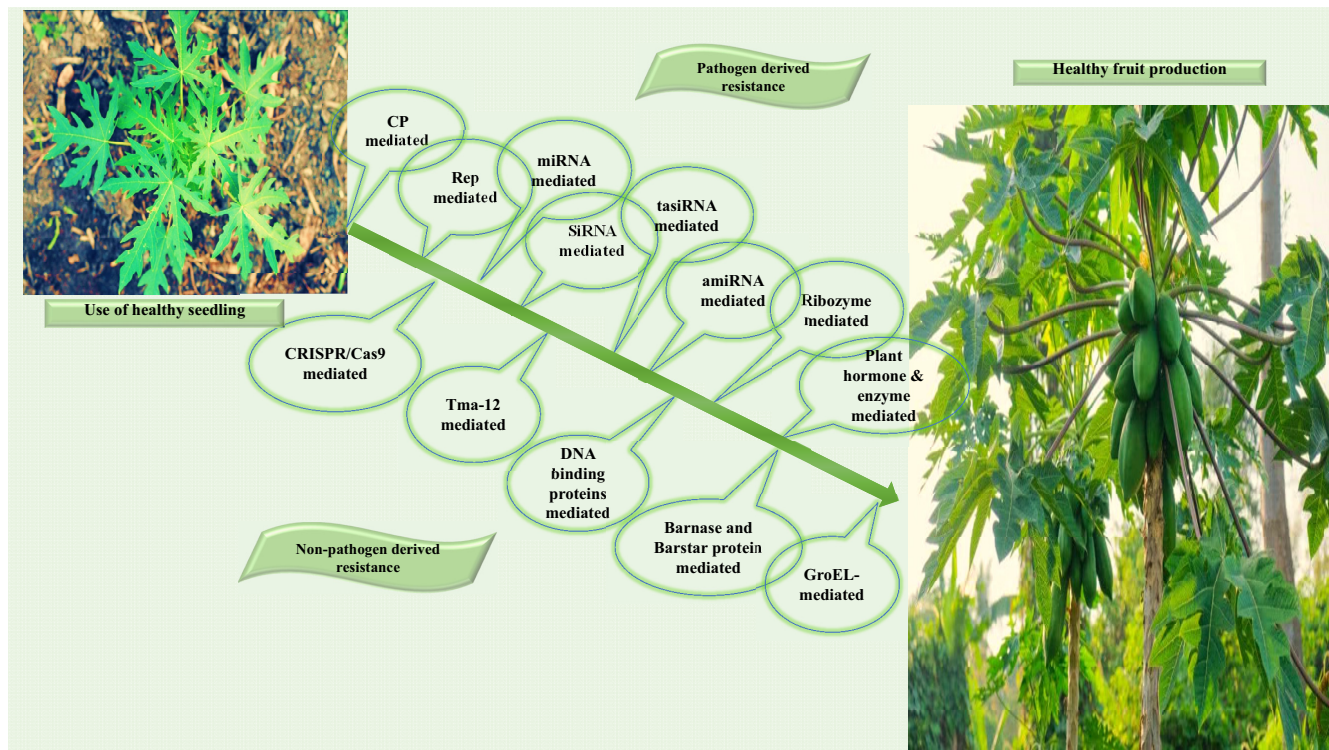 Pathogen derived
resistance
Healthy fruit production
CP
mediated
Rep
mediated
miRNA
mediated
SiRNA
mediated
tasiRNA
mediated
amiRNA
mediated
Ribozyme
mediated
Plant
hormone &
enzyme
mediated
Use of healthy seedling
CRISPR/Cas9
mediated
Tma-12
mediated
DNA
binding
proteins
mediated
Barnase and
Barstar protein
mediated
GroEL-
mediated
Non-pathogen derived
resistance